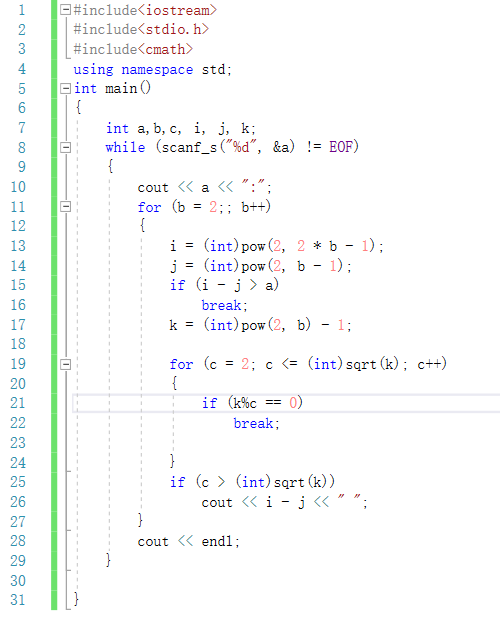 1 #include<iostream>
2 #include<stdio.h>
3 #include<cmath>
4 using namespace std;
5 int main()
6 {
7 int a,b,c, i, j, k;
8 while (scanf_s("%d", &a) != EOF)
9 {
10 cout << a << ":";
11 for (b = 2;; b++)
12 {
13 i = (int)pow(2, 2 * b - 1);
14 j = (int)pow(2, b - 1);
15 if (i - j > a)
16 break;
17 k = (int)pow(2, b) - 1;
18
19 for (c = 2; c <= (int)sqrt(k); c++)
20 {
21 if (k%c == 0)
22 break;
23
24 }
25 if (c > (int)sqrt(k))
26 cout << i - j << " ";
27 }
28 cout << endl;
29 }
30
31 }